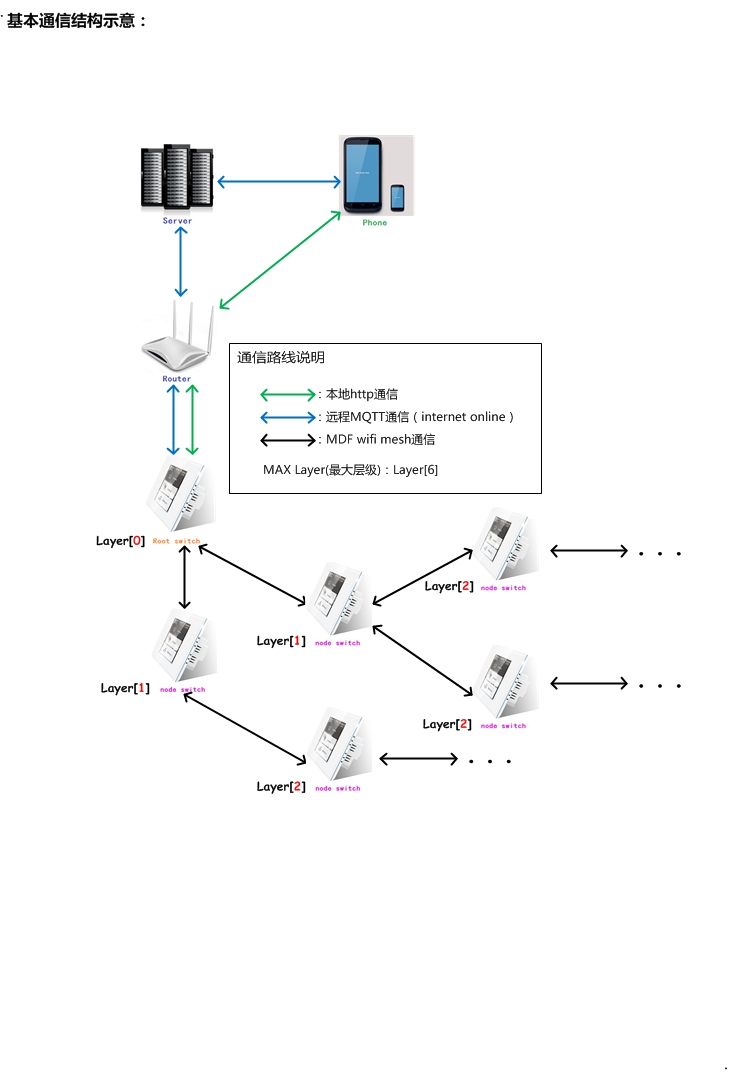 基本通信结构示意：
Server
Phone
Router
通信路线说明
：本地http通信
：远程MQTT通信（internet online）
：MDF wifi mesh通信
MAX Layer(最大层级)：Layer[6]
Layer[0] Root switch
Layer[2] node switch
. . .
Layer[1] node switch
Layer[1] node switch
Layer[2] node switch
. . .
Layer[2] node switch
. . .